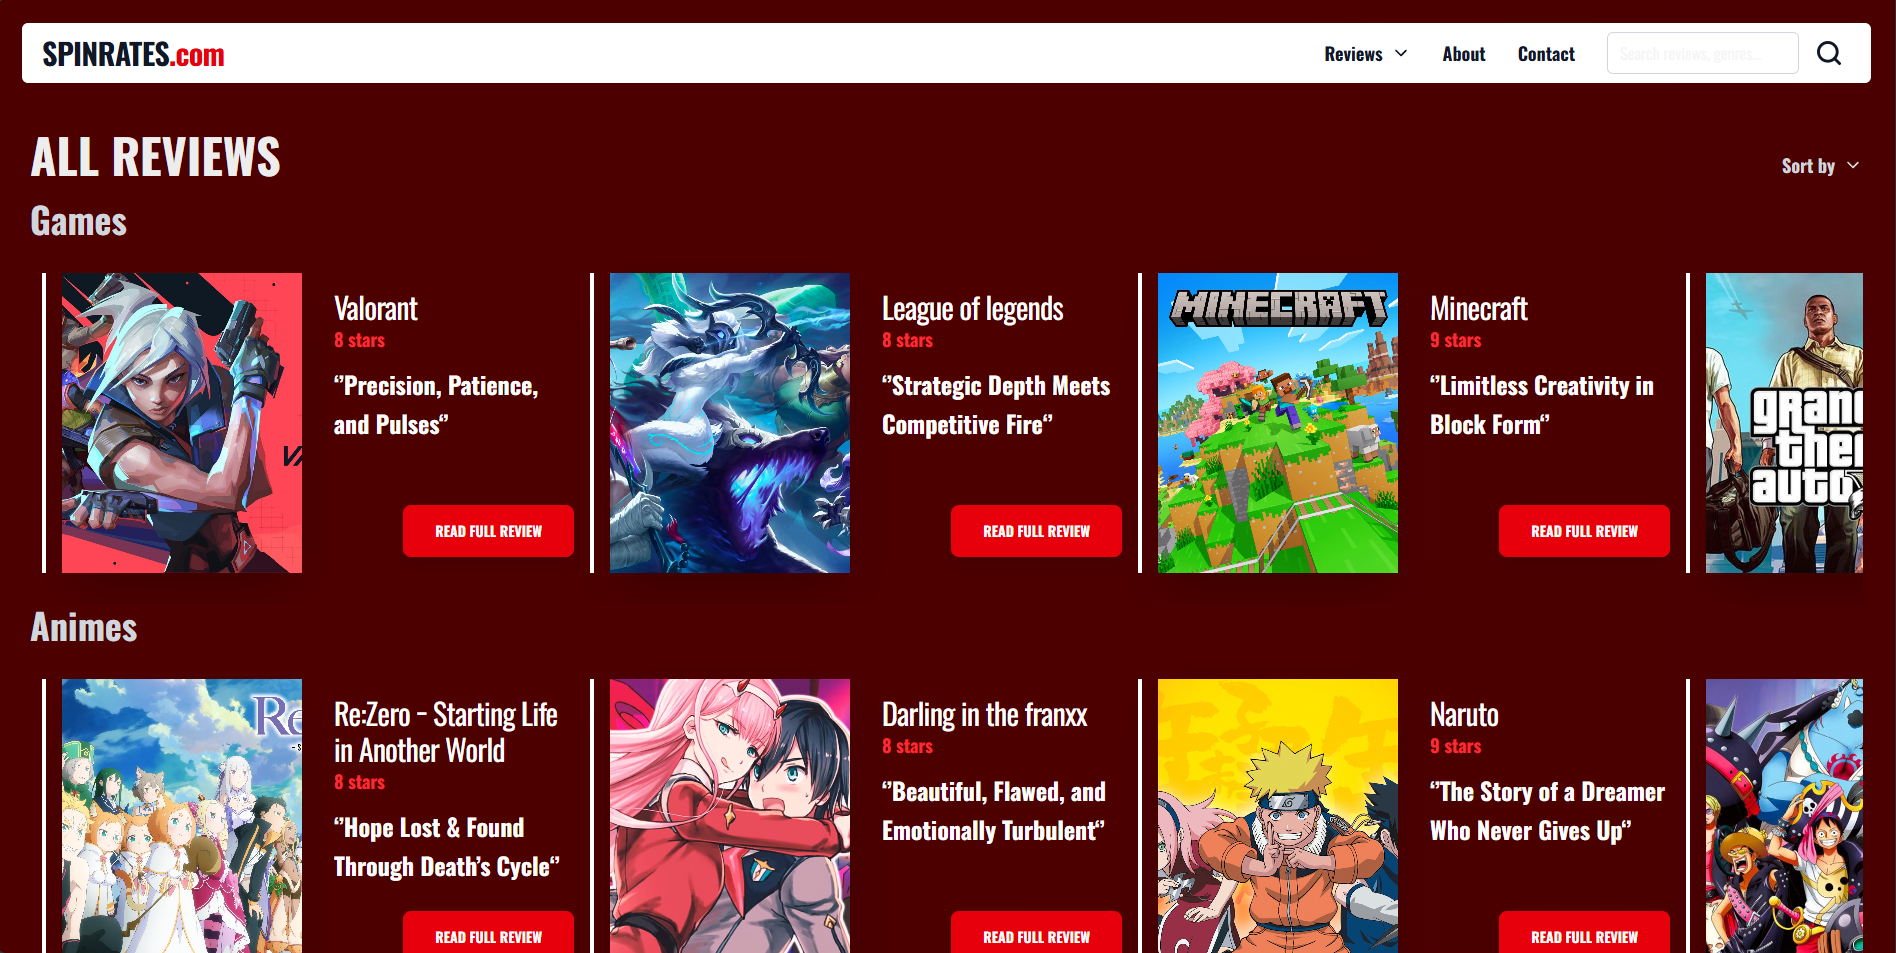 SPINRATES.com
Reviews
About
Contact
Search reviews, genres...
ALL REVIEWS
Sort by
Games
Valorant
8 stars
‘’Precision, Patience,
and Pulses‘’
READ FULL REVIEW
League of legends
8 stars
‘’Strategic Depth Meets
Competitive Fire‘’
READ FULL REVIEW
MINECRAFT
Minecraft
9 stars
‘’Limitless Creativity in
Block Form‘’
READ FULL REVIEW
Animes
Re:Zero - Starting Life
in Another World
8 stars
‘’Hope Lost & Found
Through Death’s Cycle‘’
READ FULL REVIEW
Darling in the franxx
8 stars
‘’Beautiful, Flawed, and
Emotionally Turbulent‘’
READ FULL REVIEW
Naruto
9 stars
‘’The Story of a Dreamer
Who Never Gives Up‘’
READ FULL REVIEW
auto